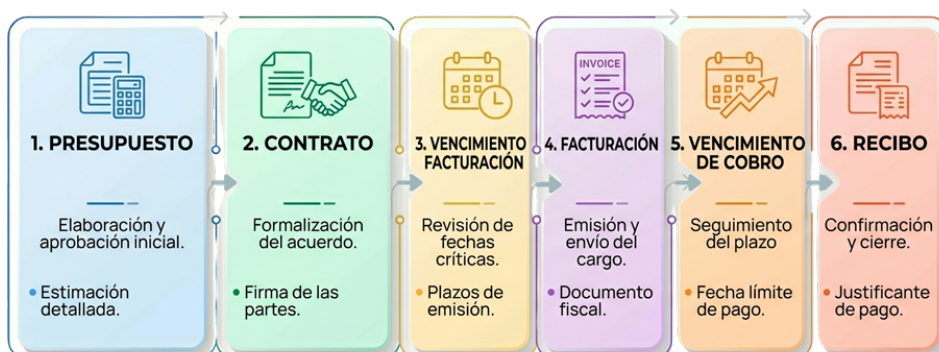 1. PRESUPUESTO
Elaboración y
aprobación inicial.
• Estimación
detallada.
2. CONTRATO
Formalización
del acuerdo.
• Firma de las
partes.
3. VENCIMIENTO
FACTURACIÓN
Revisión de
fechas
críticas.
• Plazos de
emisión.
INVOICE
4. FACTURACIÓN
Emisión y
envío del
cargo.
• Documento
fiscal.
5. VENCIMIENTO
DE COBRO
Seguimiento
del plazo
• Fecha límite
de pago.
6. RECIBO
Confirmación
y cierre.
• Justificante
de pago.